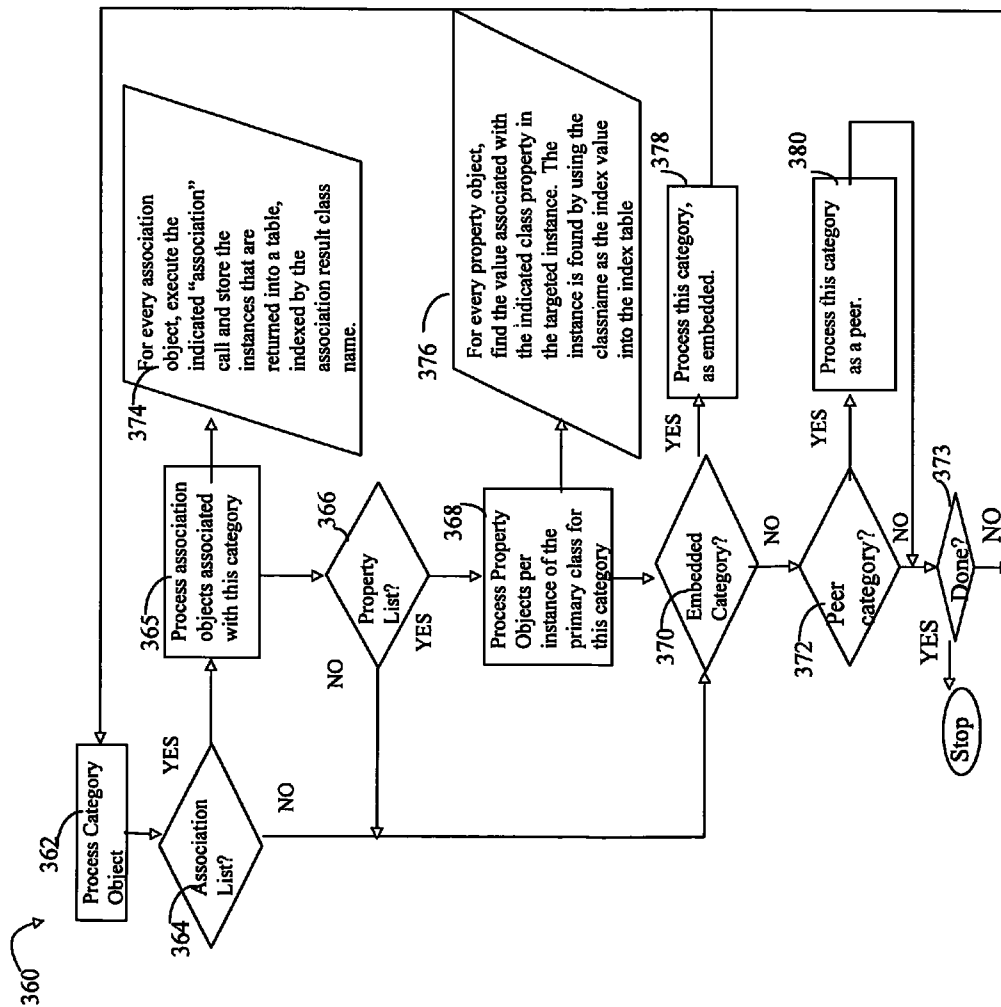 360
362
Process Category
Object
364
Association
List?
YES
NO
365
Process association
objects associated
with this category
374
For every association
object, execute the
indicated “association”
call and store the
instances that are
returned into a table,
indexed by the
association result class
name.
366
Property
List?
NO
YES
368
Process Property
Objects per
instance of the
primary class for
this category
376
For every property object,
find the value associated with
the indicated class property in
the targeted instance. The
instance is found by using the
classname as the index value
into the index table
370
Embedded
Category?
YES
NO
378
Process this category,
as embedded.
372
Peer
category?
YES
NO
380
Process this category
as a peer.
373
Done?
YES
NO
Stop